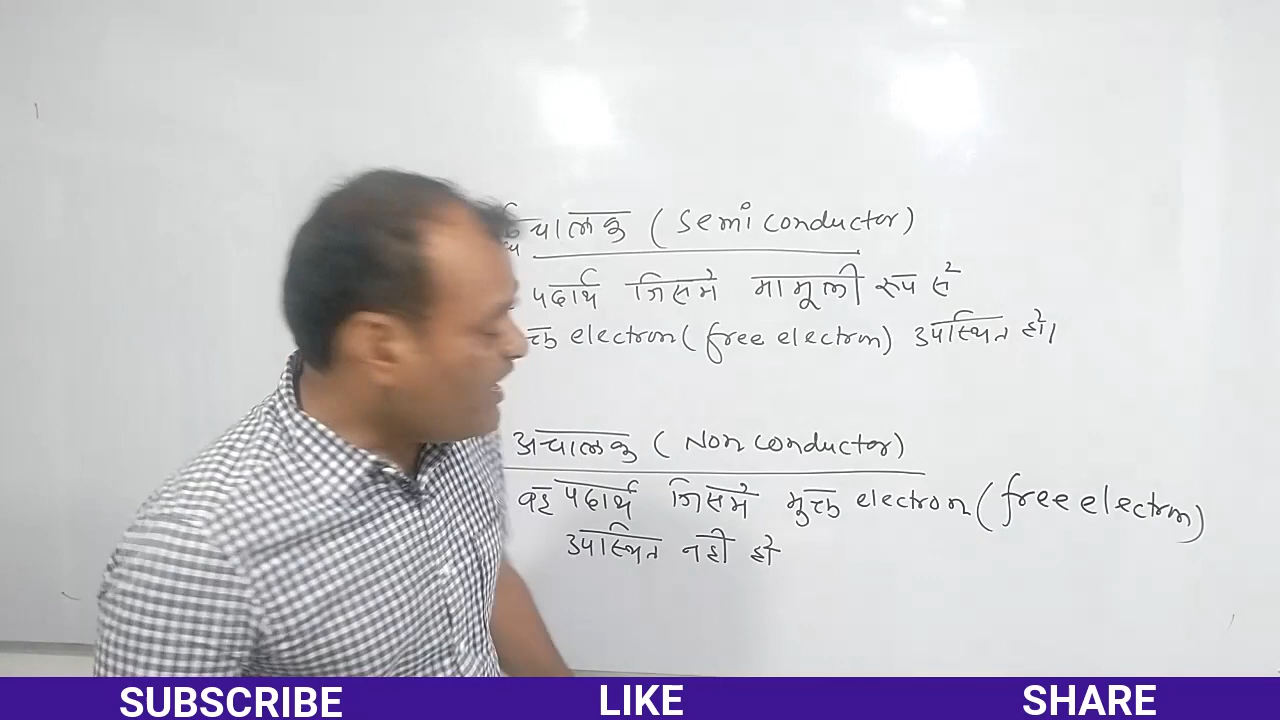 चालक (Semi conductor)
पदार्थ जिसमे मामूली रूप से
electron (free electron) उपस्थित हो।
अचालक (Non conductor)
वह पदार्थ जिसमे मुक्त electron (free electron)
उपस्थित नही हो
SUBSCRIBE LIKE SHARE